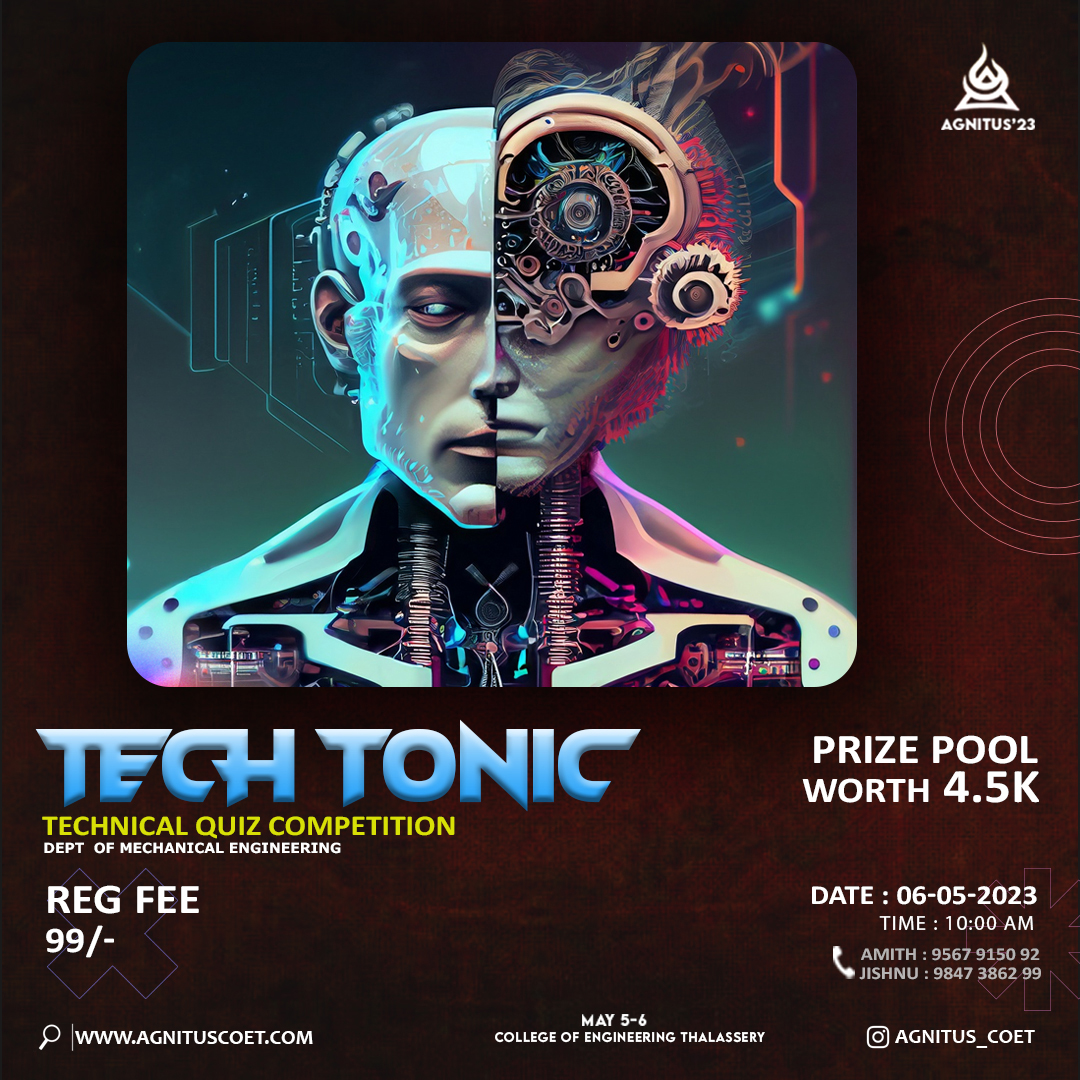 AGNITUS'23
TECH TONIC
TECHNICAL QUIZ COMPETITION
DEPT OF MECHANICAL ENGINEERING
PRIZE POOL
WORTH 4.5K
REG FEE
99/-
DATE : 06-05-2023
TIME : 10:00 AM
AMITH : 9567 9150 92
JISHNU : 9847 3862 99
WWW.AGNITUSCOET.COM
MAY 5-6
COLLEGE OF ENGINEERING THALASSERY
AGNITUS_COET